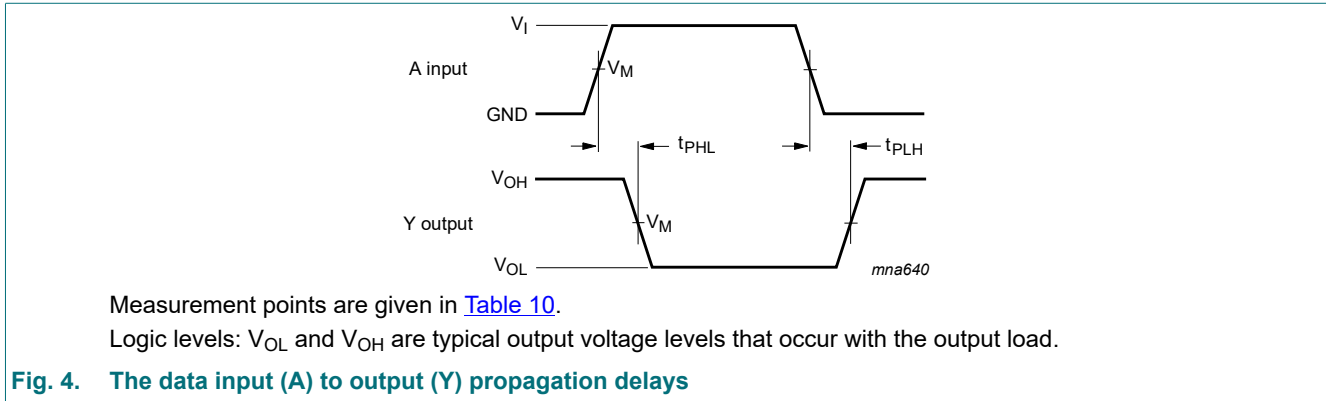 V_I
A input
V_M
GND
t_PHL
t_PLH
V_OH
Y output
V_M
V_OL
mna640
Measurement points are given in Table 10.
Logic levels: V_OL and V_OH are typical output voltage levels that occur with the output load.
Fig. 4. The data input (A) to output (Y) propagation delays